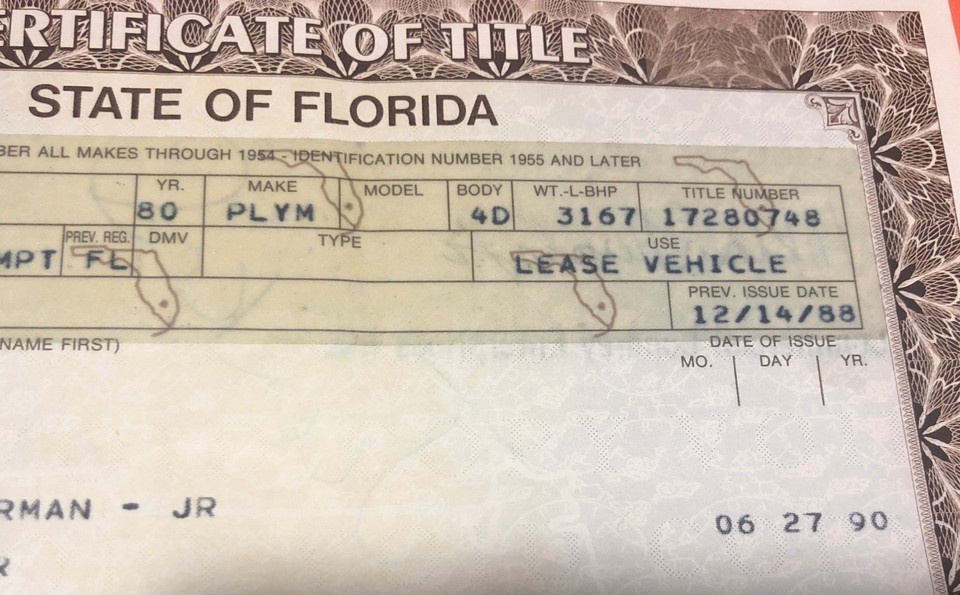 ERTIFICATE OF TITLE
STATE OF FLORIDA
BER ALL MAKES THROUGH 1954 - IDENTIFICATION NUMBER 1955 AND LATER
YR. MAKE MODEL BODY WT.-L-BHP TITLE NUMBER
80 PLYM 4D 3167 17280748
PREV. REG. DMV TYPE USE
MPT FL LEASE VEHICLE
PREV. ISSUE DATE
12/14/88
NAME FIRST) DATE OF ISSUE
MO. DAY YR.
RMAN - JR 06 27 90
R